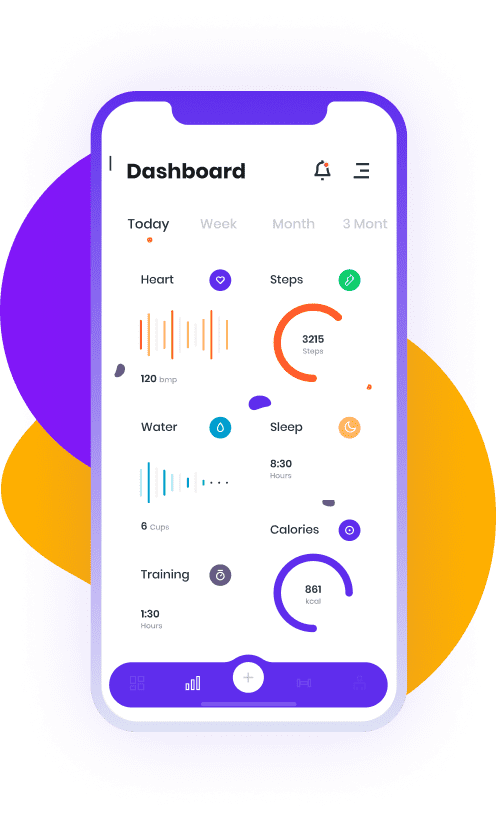 Dashboard
Today Week Month 3 Mont
Heart
120 bmp
Steps
3215
Steps
Water
6 Cups
Sleep
8:30
Hours
Training
1:30
Hours
Calories
861
kcal